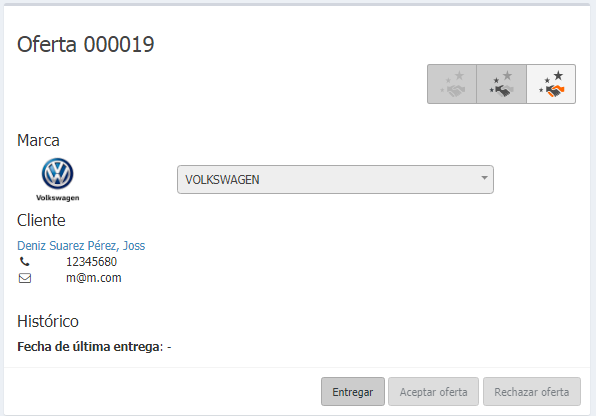 Oferta 000019
Marca
Volkswagen
VOLKSWAGEN
Cliente
Deniz Suarez Pérez, Joss
12345680
m@m.com
Histórico
Fecha de última entrega: -
Entregar Aceptar oferta Rechazar oferta